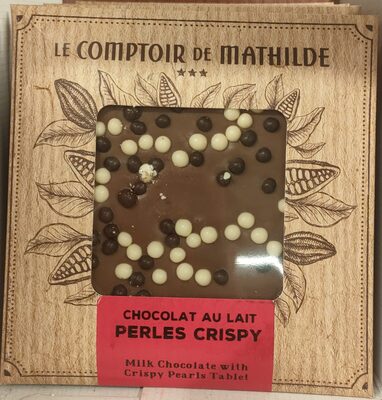 LE COMPTOIR DE MATHILDE
CHOCOLAT AU LAIT
PERLES CRISPY
Milk Chocolate with
Crispy Pearls Tablet